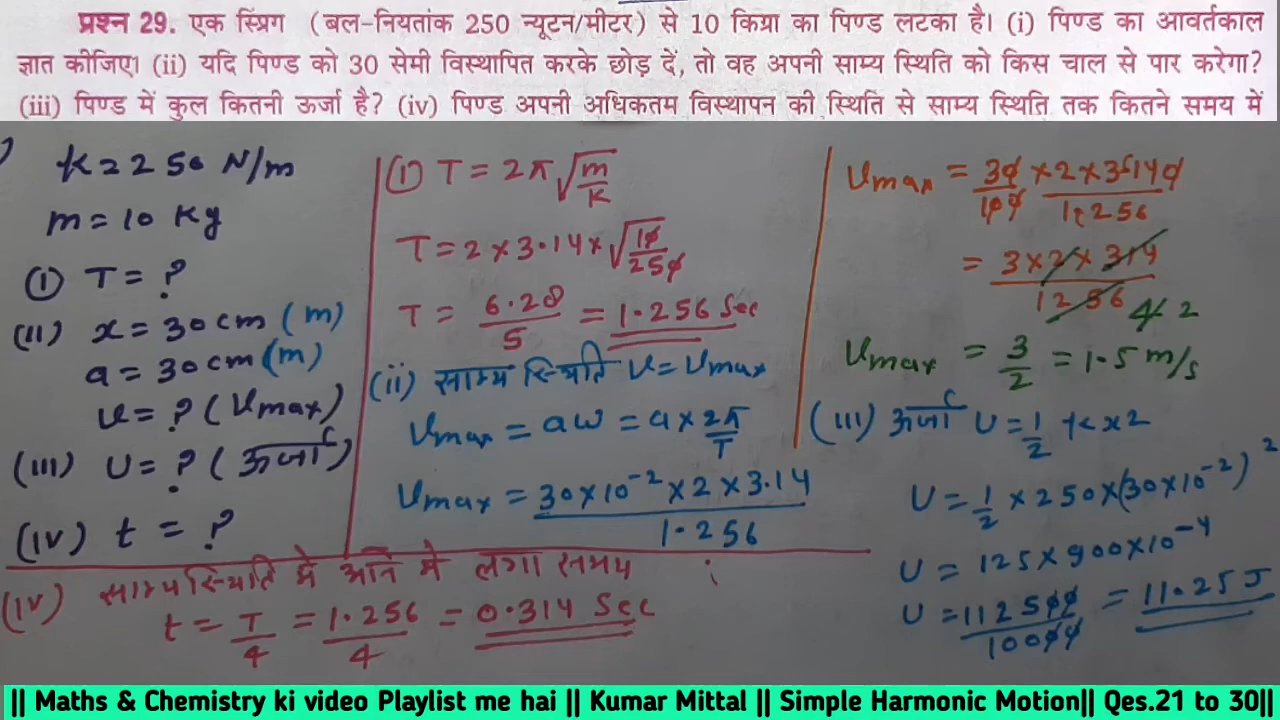 प्रश्न 29. एक स्प्रिग (बल-नियतांक 250 न्यूटन/मीटर) से 10 किग्रा का पिण्ड लटका है। (i) पिण्ड का आवर्तकाल
ज्ञात कीजिए। (ii) यदि पिण्ड को 30 सेमी विस्थापित करके छोड़ दें, तो वह अपनी साम्य स्थिति को किस चाल से पार करेगा?
(iii) पिण्ड में कुल कितनी ऊर्जा है? (iv) पिण्ड अपनी अधिकतम विस्थापन की स्थिति से साम्य स्थिति तक कितने समय में
K = 250 N/m
m = 10 kg
(i) T = ?
(ii) x = 30 cm (m)
a = 30 cm (m)
v = ? (Vmax)
(iii) U = ? (ऊर्जा)
(iv) t = ?
(i) T = 2π√m/K
T = 2 × 3.14 × √10/250
T = 6.28/5 = 1.256 Sec
(ii) साम्य स्थिति v = Vmax
Vmax = aω = a × 2π/T
Vmax = 30×10-2 × 2 × 3.14 / 1.256
Vmax = 30/100 × 2×3140/1256
= 3×2×314/1256 42
Vmax = 3/2 = 1.5 m/s
(iii) ऊर्जा U = 1/2 Kx2
U = 1/2 × 250 × (30×10-2)2
U = 125 × 900 × 10-4
U = 112500/10000 = 11.25 J
(iv) साम्य स्थिति मे आने मे लगा समय
t = T/4 = 1.256/4 = 0.314 Sec
|| Maths & Chemistry ki video Playlist me hai || Kumar Mittal || Simple Harmonic Motion|| Qes.21 to 30||